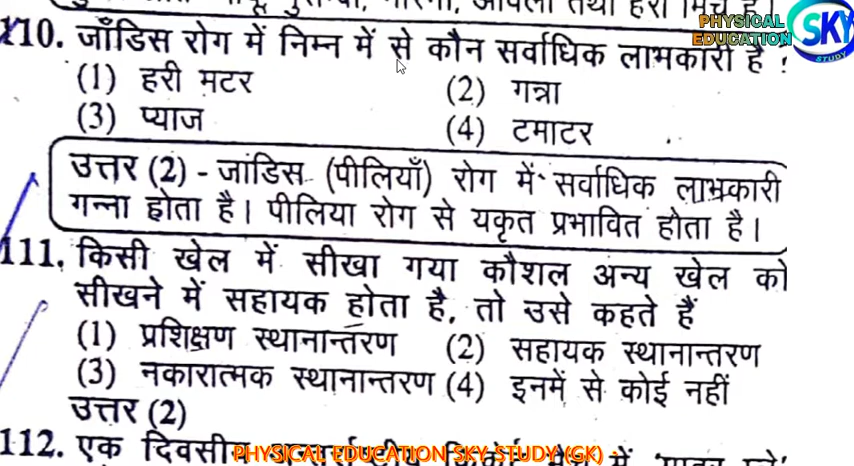 110. जाँडिस रोग में निम्न में से कौन सर्वाधिक लाभकारी है ?
(1) हरी मटर (2) गन्ना
(3) प्याज (4) टमाटर
उत्तर (2) - जांडिस (पीलियाँ) रोग में सर्वाधिक लाभकारी
गन्ना होता है। पीलिया रोग से यकृत प्रभावित होता है।
111. किसी खेल में सीखा गया कौशल अन्य खेल को
सीखने में सहायक होता है, तो उसे कहते हैं
(1) प्रशिक्षण स्थानान्तरण (2) सहायक स्थानान्तरण
(3) नकारात्मक स्थानान्तरण (4) इनमें से कोई नहीं
उत्तर (2)
112. एक दिवसीय
PHYSICAL EDUCATION SKY STUDY (GK) -
PHYSICAL
EDUCATION
SKY
STUDY